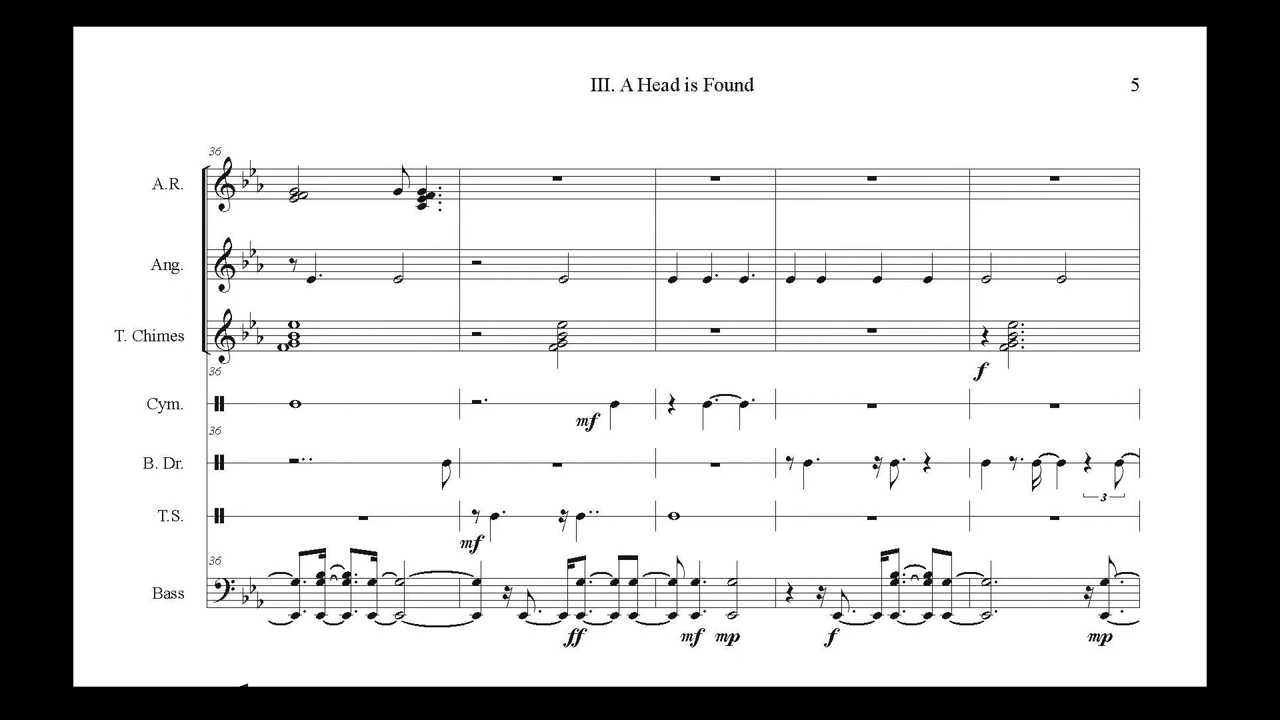 III. A Head is Found 5
36
A.R.
Ang.
T. Chimes
f
36
Cym.
mf
36
B. Dr.
3
T.S.
mf
36
Bass
ff mf mp f mp